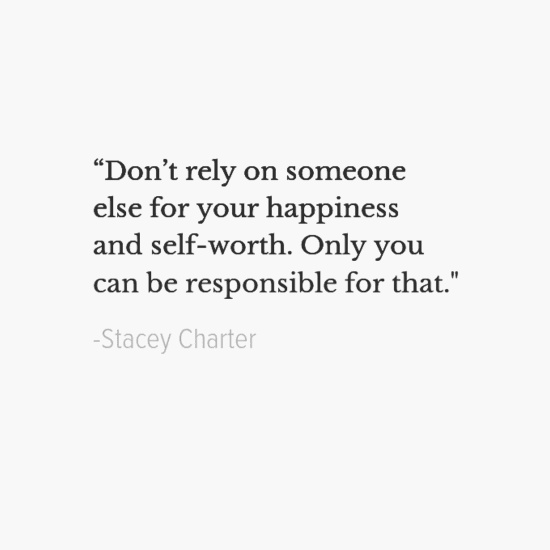 “Don’t rely on someone
else for your happiness
and self-worth. Only you
can be responsible for that."
-Stacey Charter